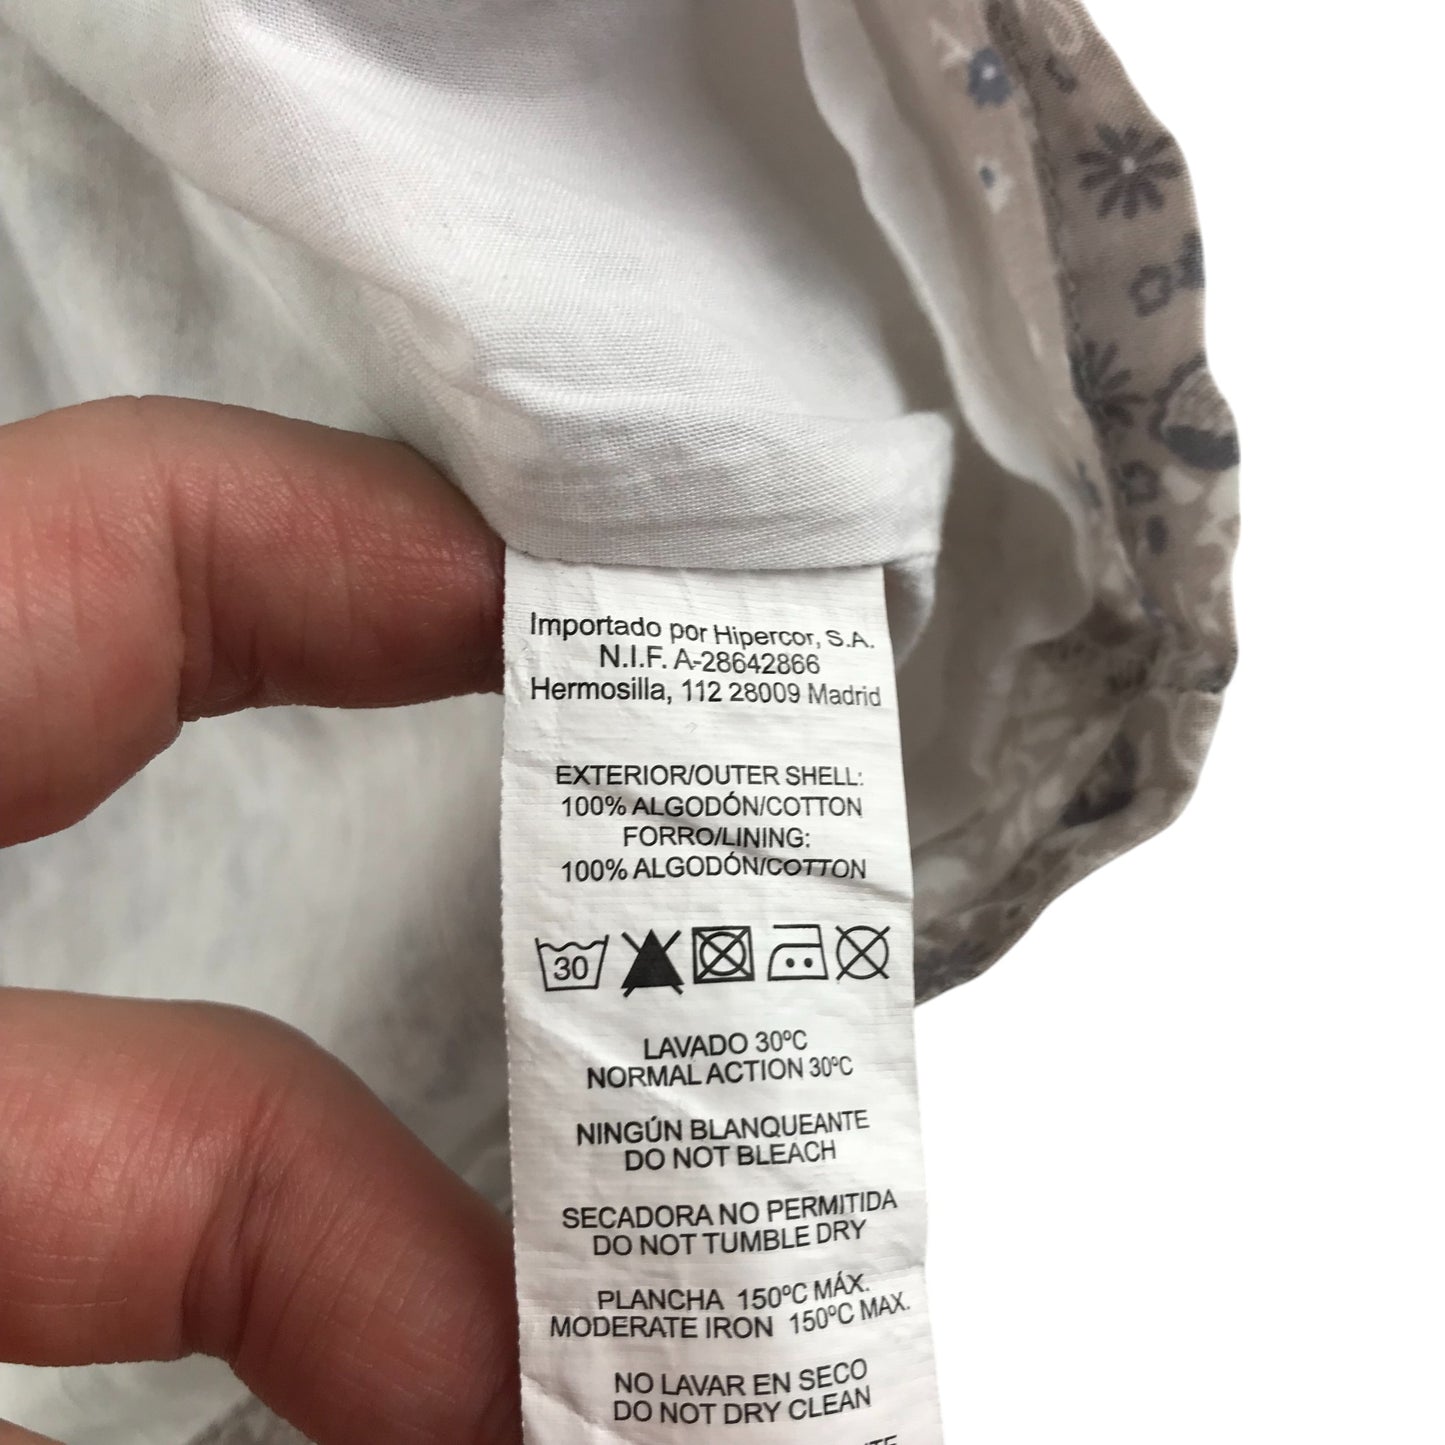 Importado por Hipercor, S.A.
N.I.F. A-28642866
Hermosilla, 112 28009 Madrid
EXTERIOR/OUTER SHELL:
100% ALGODÓN/COTTON
FORRO/LINING:
100% ALGODÓN/COTTON
30
LAVADO 30ºC
NORMAL ACTION 30ºC
NINGÚN BLANQUEANTE
DO NOT BLEACH
SECADORA NO PERMITIDA
DO NOT TUMBLE DRY
PLANCHA 150ºC MÁX.
MODERATE IRON 150ºC MAX.
NO LAVAR EN SECO
DO NOT DRY CLEAN